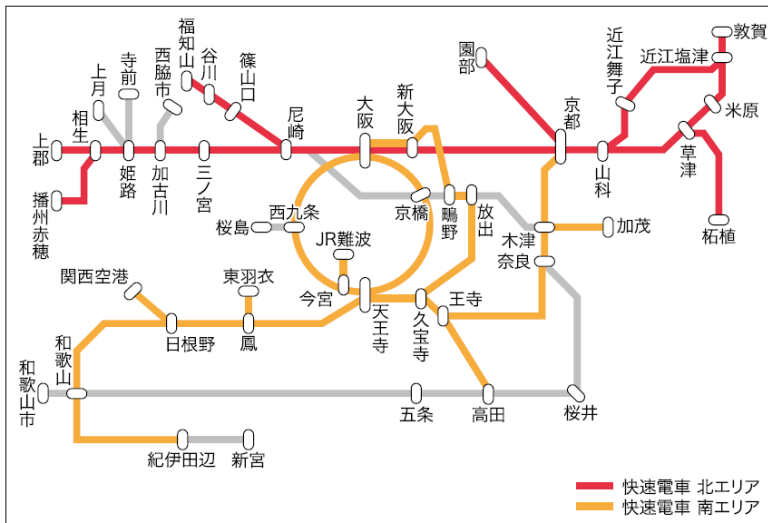 敦賀
近江塩津
近江舞子
園部
京都
新大阪
大阪
尼崎
篠山口
谷川
福知山
西脇市
寺前
上月
相生
上郡
播州赤穂
姫路
加古川
三ノ宮
山科
草津
米原
柘植
西九条
桜島
京橋
鴫野
放出
木津
加茂
奈良
JR難波
今宮
天王寺
久宝寺
王寺
関西空港
東羽衣
日根野
鳳
和歌山
和歌山市
五条
高田
桜井
紀伊田辺
新宮
快速電車 北エリア
快速電車 南エリア